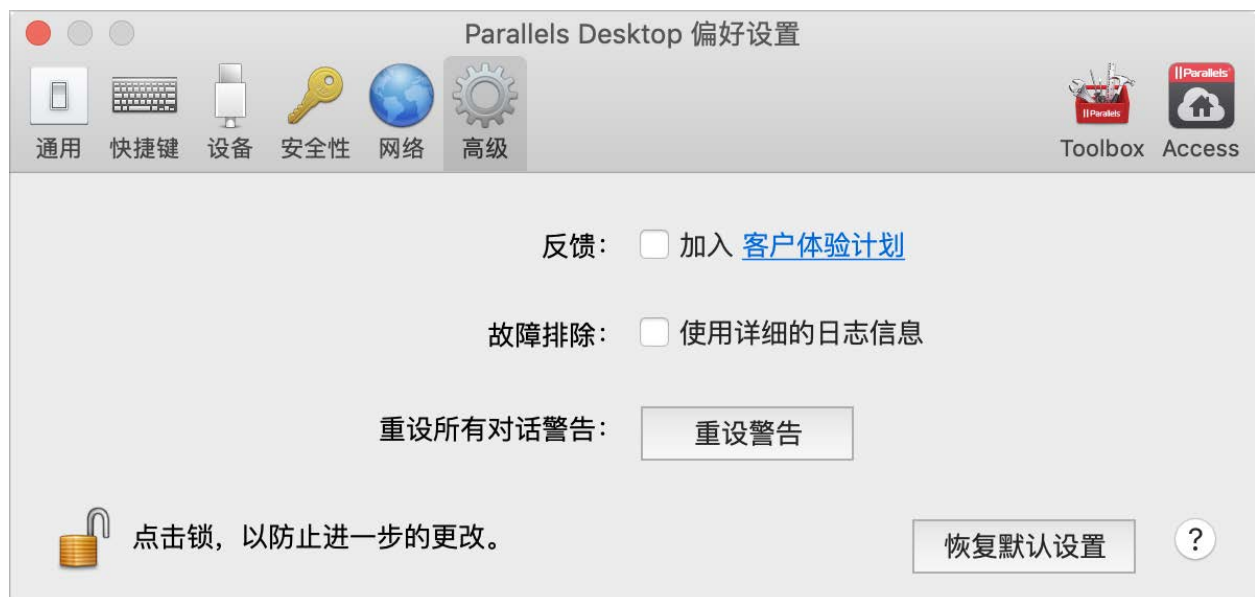 Parallels Desktop 偏好设置
||Parallels
||Parallels
通用 快捷键 设备 安全性 网络 高级 Toolbox Access
反馈： 加入 客户体验计划
故障排除： 使用详细的日志信息
重设所有对话警告： 重设警告
点击锁，以防止进一步的更改。 恢复默认设置 ?